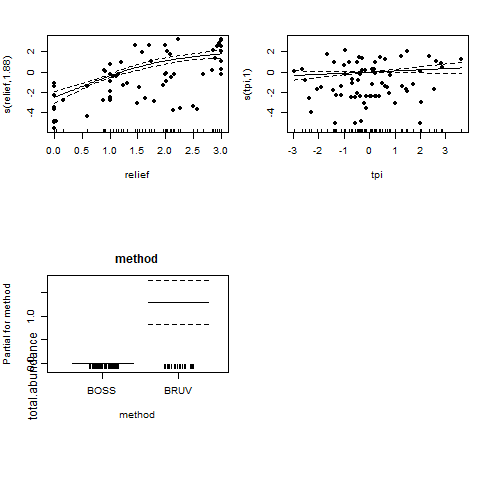 s(relief,1.88)
2
0
-2
-4
0.0 0.5 1.0 1.5 2.0 2.5 3.0
relief
s(tpi,1)
2
0
-2
-4
-3 -2 -1 0 1 2 3
tpi
method
Partial for method
1.0
total.abundance
BOSS BRUV
method